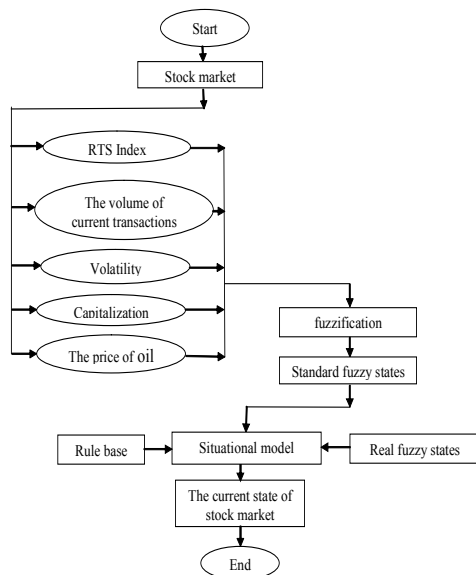 Start
Stock market
RTS Index
The volume of
current transactions
Volatility
Capitalization
The price of oil
fuzzification
Standard fuzzy states
Rule base
Situational model
Real fuzzy states
The current state of
stock market
End